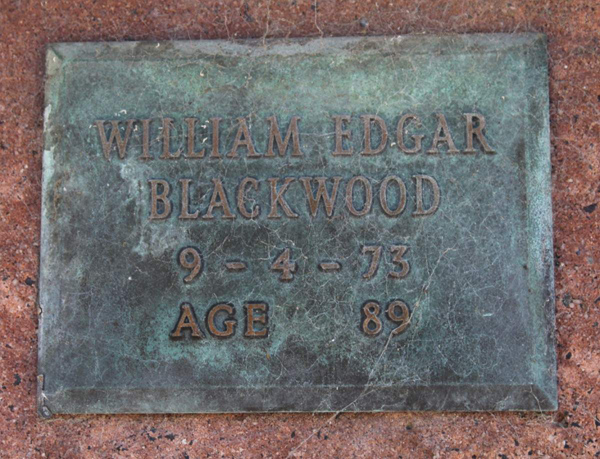 WILLIAM EDGAR
BLACKWOOD
9-4-73
AGE 89